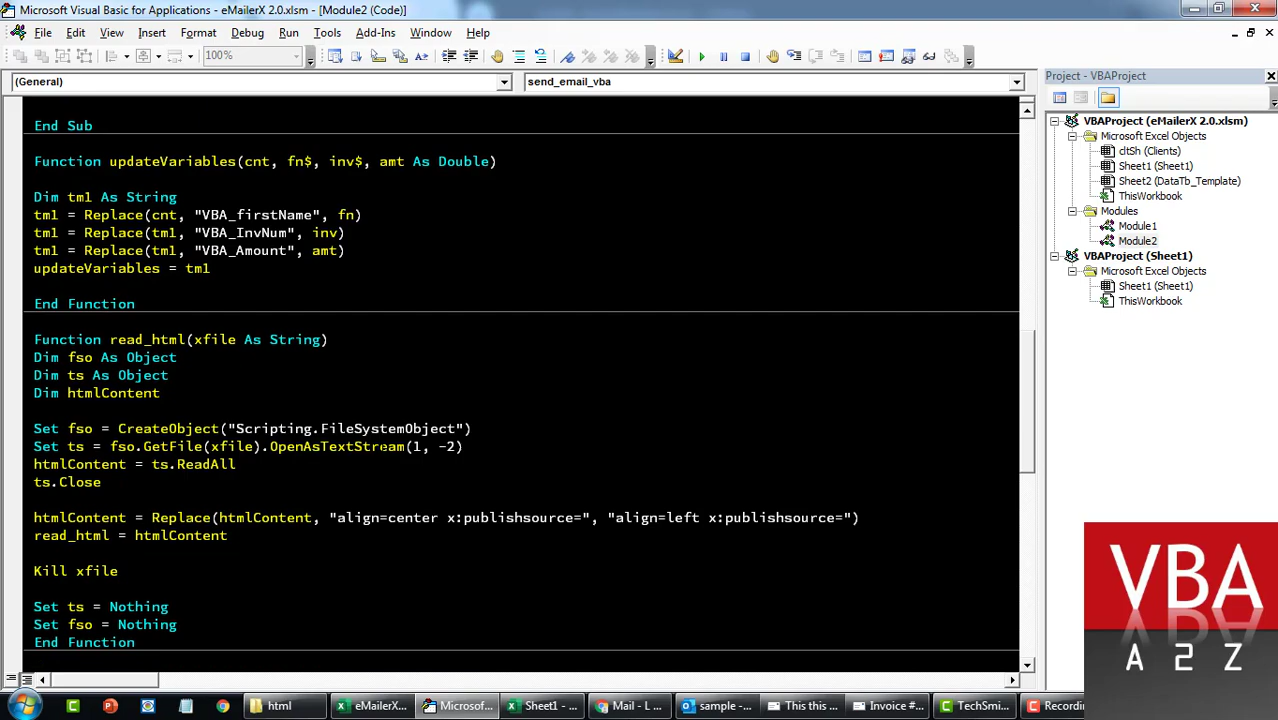 Microsoft Visual Basic for Applications - eMailerX 2.0.xlsm - [Module2 (Code)]
File Edit View Insert Format Debug Run Tools Add-Ins Window Help
100%
(General)
send_email_vba
End Sub
Function updateVariables(cnt, fn$, inv$, amt As Double)
Dim tm1 As String
tm1 = Replace(cnt, "VBA_firstName", fn)
tm1 = Replace(tm1, "VBA_InvNum", inv)
tm1 = Replace(tm1, "VBA_Amount", amt)
updateVariables = tm1
End Function
Function read_html(xfile As String)
Dim fso As Object
Dim ts As Object
Dim htmlContent
Set fso = CreateObject("Scripting.FileSystemObject")
Set ts = fso.GetFile(xfile).OpenAsTextStream(1, -2)
htmlContent = ts.ReadAll
ts.Close
htmlContent = Replace(htmlContent, "align=center x:publishsource=", "align=left x:publishsource=")
read_html = htmlContent
Kill xfile
Set ts = Nothing
Set fso = Nothing
End Function
Project - VBAProject
VBAProject (eMailerX 2.0.xlsm)
Microsoft Excel Objects
cltSh (Clients)
Sheet1 (Sheet1)
Sheet2 (DataTb_Template)
ThisWorkbook
Modules
Module1
Module2
VBAProject (Sheet1)
Microsoft Excel Objects
Sheet1 (Sheet1)
ThisWorkbook
VBA
A 2 Z
html
eMailerX...
Microsof...
Sheet1 - ...
Mail - L ...
sample - ...
This this ...
Invoice #...
TechSmi...
Recordi